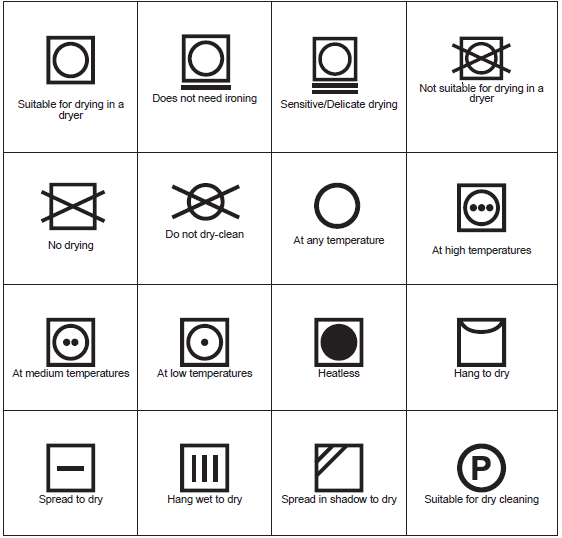 Suitable for drying in a
dryer
Does not need ironing
Sensitive/Delicate drying
Not suitable for drying in a
dryer
No drying
Do not dry-clean
At any temperature
At high temperatures
At medium temperatures
At low temperatures
Heatless
Hang to dry
Spread to dry
Hang wet to dry
Spread in shadow to dry
P
Suitable for dry cleaning